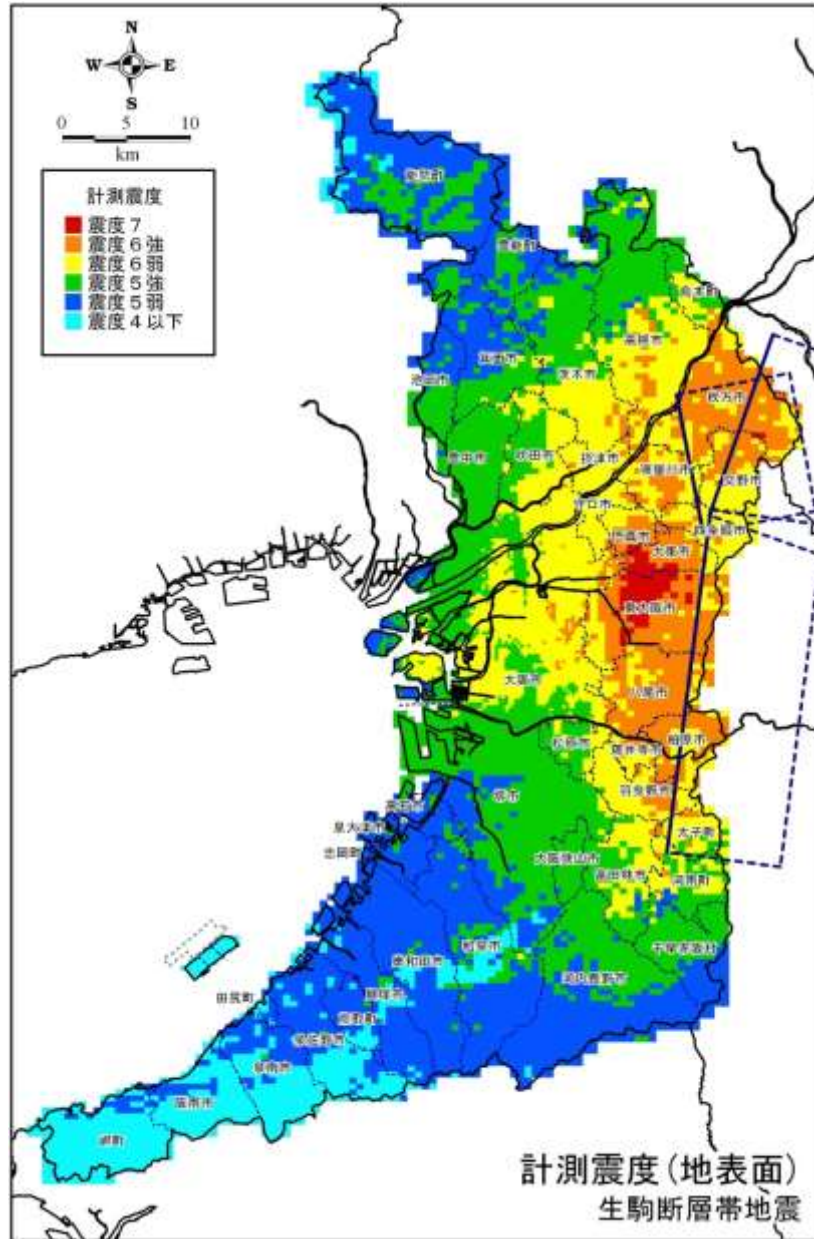 N
W E
S
0 5 10
km
計測震度
震度7
震度6強
震度6弱
震度5強
震度5弱
震度4以下
能勢町
豊能町
島本町
高槻市
箕面市
茨木市
池田市
枚方市
豊中市
吹田市
摂津市
寝屋川市
交野市
守口市
四条畷市
門真市
大東市
東大阪市
大阪市
八尾市
松原市
藤井寺市
柏原市
羽曳野市
堺市
高石市
泉大津市
太子町
忠岡町
大阪狭山市
富田林市
河南町
千早赤阪村
和泉市
岸和田市
河内長野市
貝塚市
田尻町
熊取町
泉佐野市
泉南市
阪南市
岬町
計測震度(地表面)
生駒断層帯地震